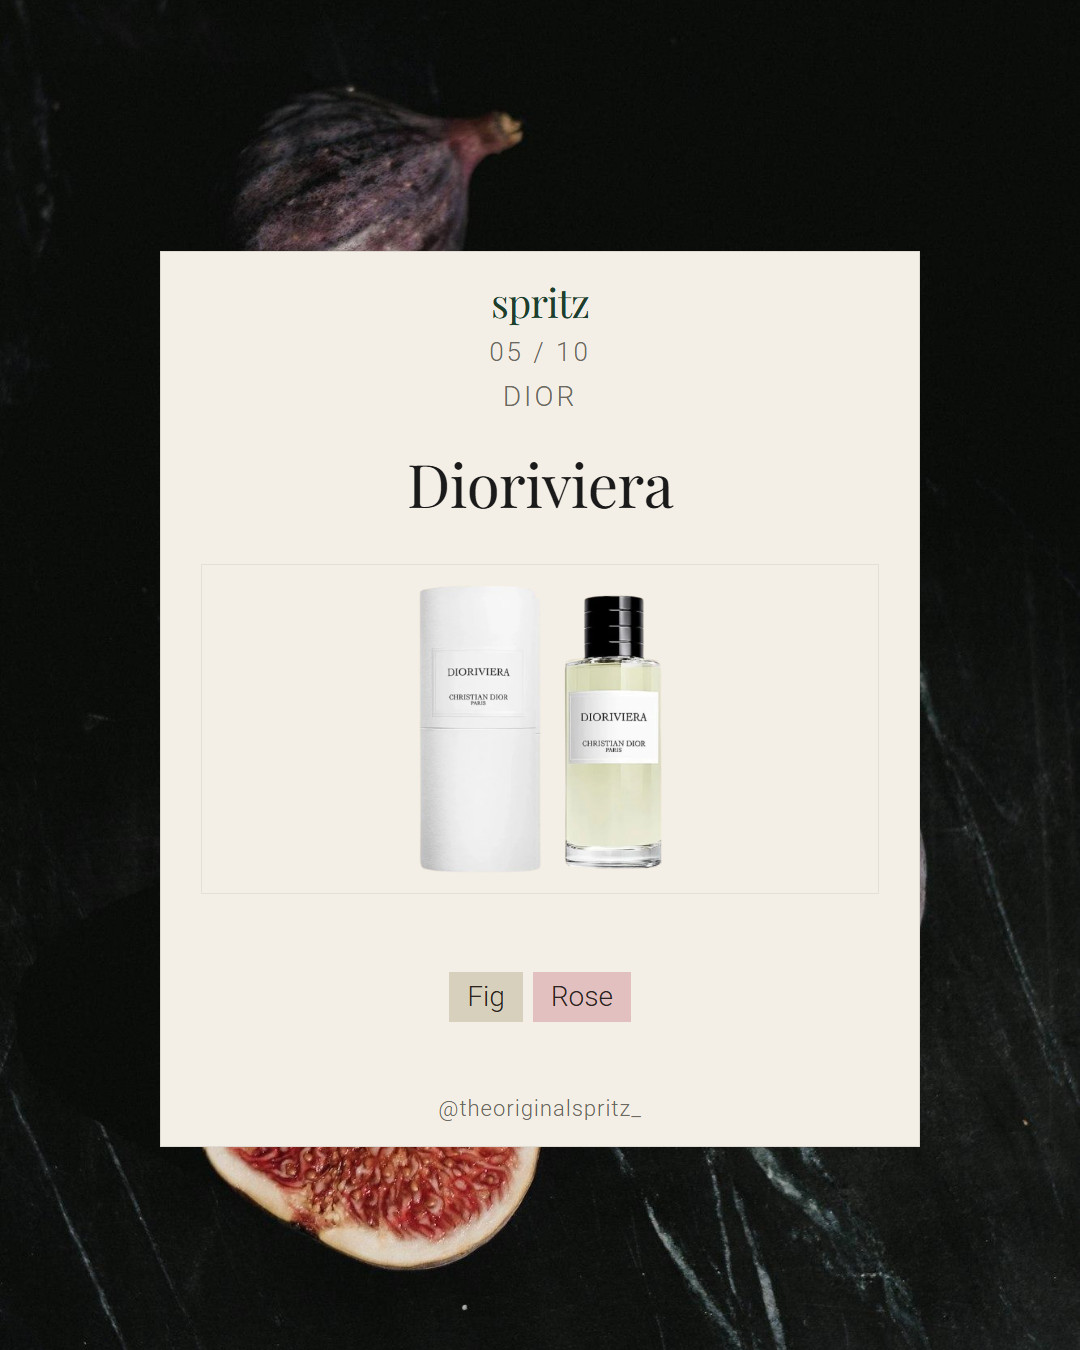 spritz
05 / 10
DIOR
Dioriviera
DIORIVIERA
CHRISTIAN DIOR
PARIS
DIORIVIERA
CHRISTIAN DIOR
PARIS
Fig Rose
@theoriginalspritz_